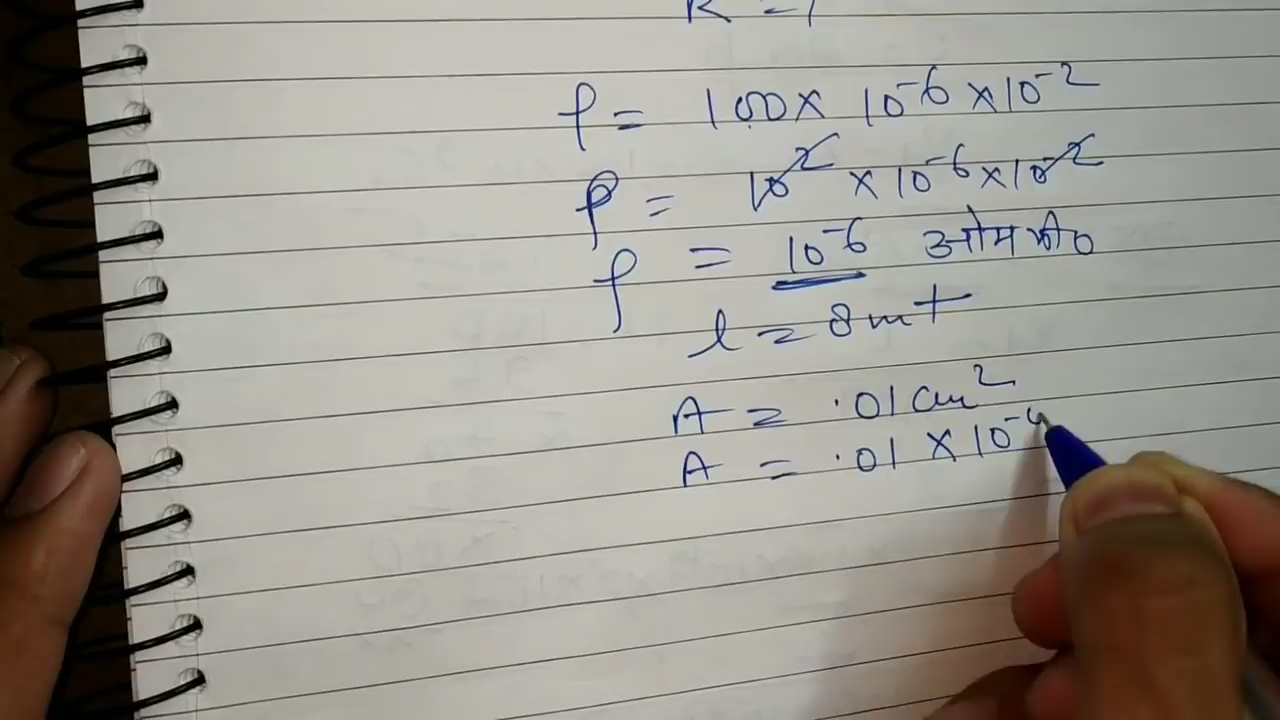 R = ?
ρ = 100 × 10⁻⁶ × 10⁻²
ρ = 10² × 10⁻⁶ × 10⁻²
ρ = 10⁻⁶ ओम मी०
l = 8 mt
A = .01 cm²
A = .01 × 10⁻⁴